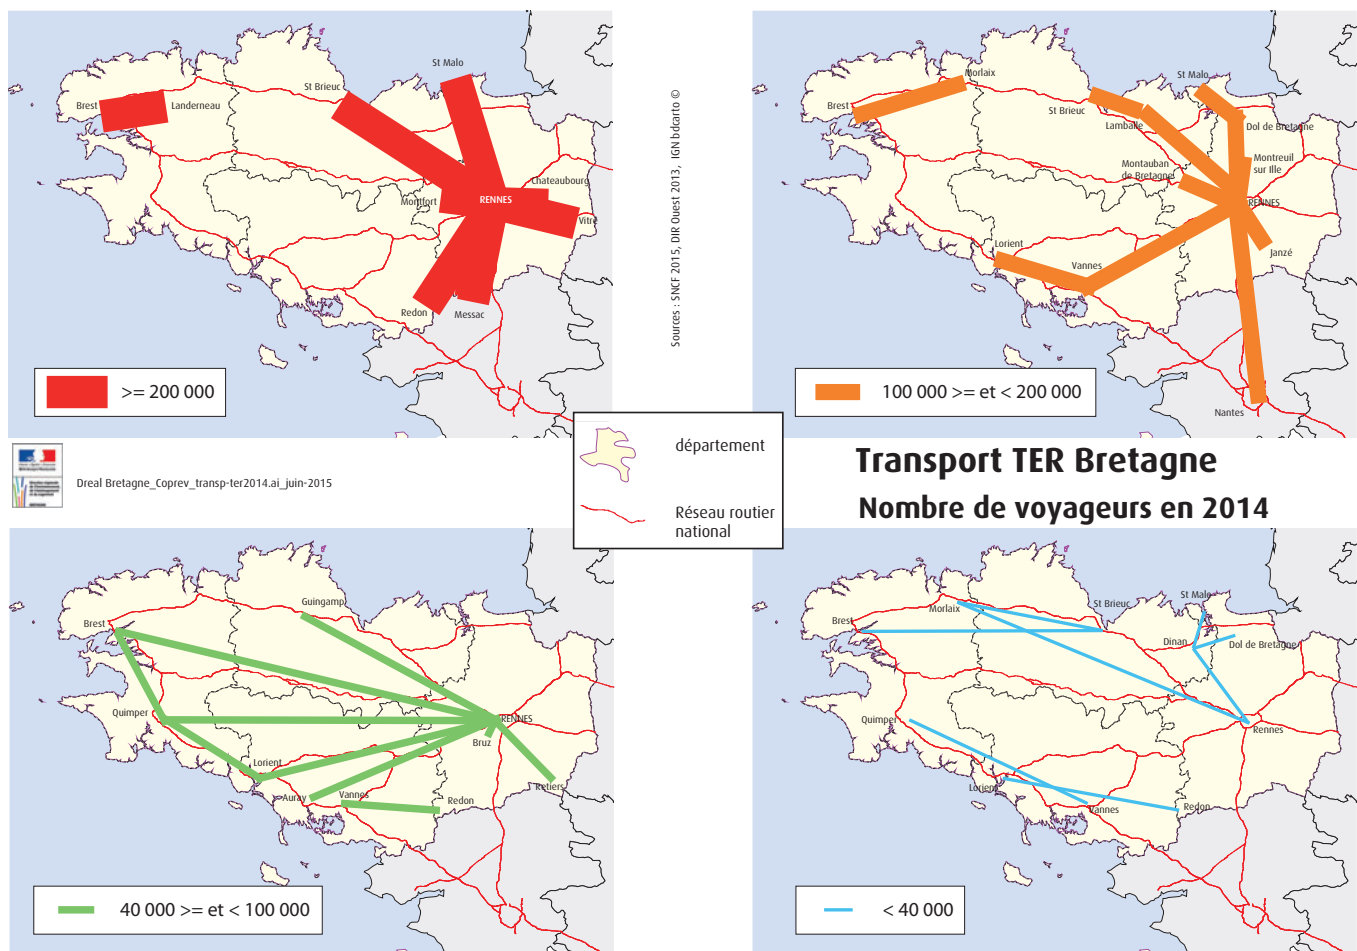 St Malo
St Brieuc
Brest
Landerneau
Chateaubourg
Montfort
RENNES
Vitré
Redon
Messac
>= 200 000
Sources : SNCF 2015, DIR Ouest 2013, IGN bdcarto ©
Morlaix
St Malo
Brest
St Brieuc
Lamballe
Dol de Bretagne
Montauban
de Bretagne
Montreuil
sur Ille
RENNES
Lorient
Vannes
Janzé
Nantes
100 000 >= et < 200 000
Dreal Bretagne_Coprev_transp-ter2014.ai_juin-2015
département
Réseau routier
national
Transport TER Bretagne
Nombre de voyageurs en 2014
Guingamp
Brest
Quimper
RENNES
Bruz
Lorient
Auray
Vannes
Redon
Retiers
40 000 >= et < 100 000
Morlaix
St Brieuc
St Malo
Brest
Dinan
Dol de Bretagne
Quimper
Rennes
Lorient
Vannes
Redon
< 40 000